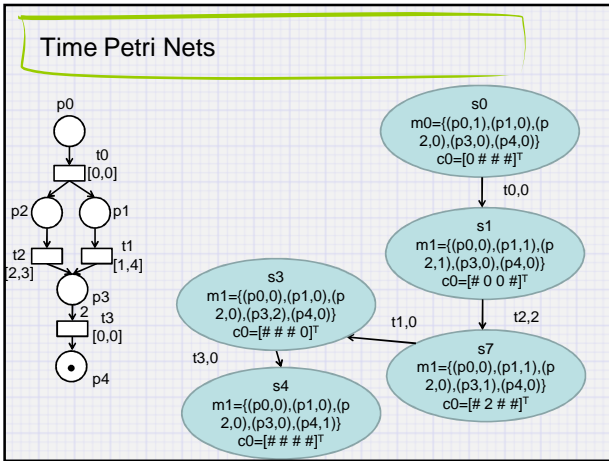 Time Petri Nets
p0
t0
[0,0]
p2
p1
t2
[2,3]
t1
[1,4]
p3
2
t3
[0,0]
p4
s0
m0={(p0,1),(p1,0),(p
2,0),(p3,0),(p4,0)}
c0=[0 # # #]ᵀ
t0,0
s1
m1={(p0,0),(p1,1),(p
2,1),(p3,0),(p4,0)}
c0=[# 0 0 #]ᵀ
t2,2
s7
m1={(p0,0),(p1,1),(p
2,0),(p3,1),(p4,0)}
c0=[# 2 # #]ᵀ
t1,0
s3
m1={(p0,0),(p1,0),(p
2,0),(p3,2),(p4,0)}
c0=[# # # 0]ᵀ
t3,0
s4
m1={(p0,0),(p1,0),(p
2,0),(p3,0),(p4,1)}
c0=[# # # #]ᵀ